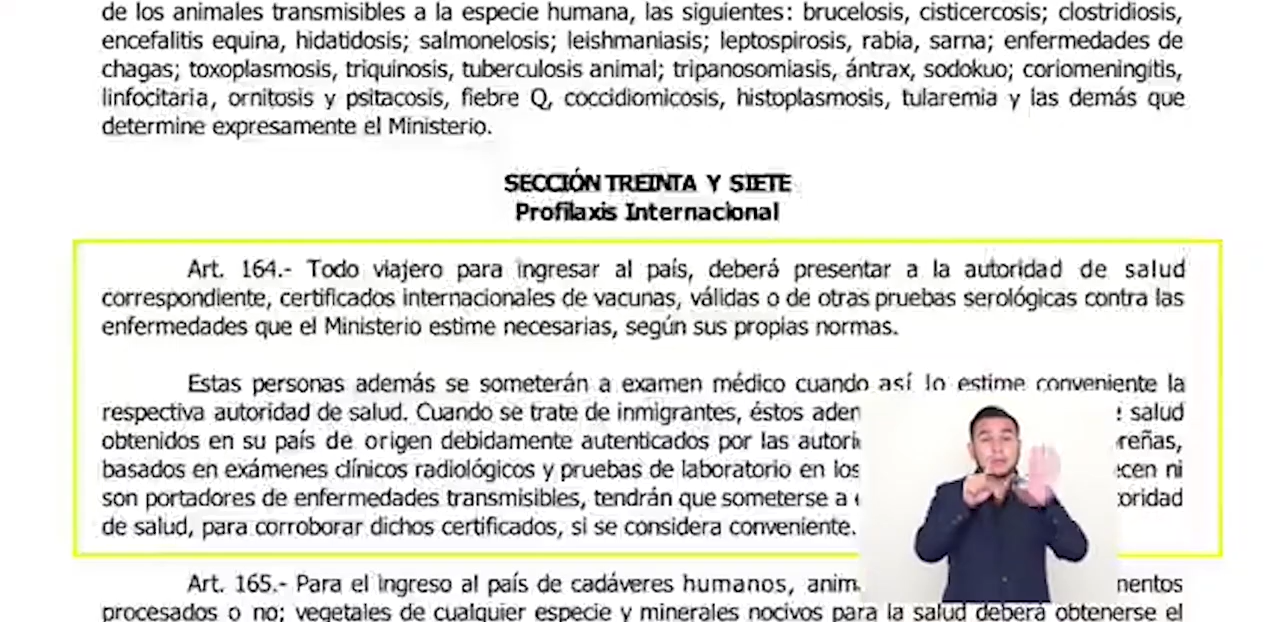 de los animales transmisibles a la especie humana, las siguientes: brucelosis, cisticercosis; clostridiosis,
encefalitis equina, hidatidosis; salmonelosis; leishmaniasis; leptospirosis, rabia, sarna; enfermedades de
chagas; toxoplasmosis, triquinosis, tuberculosis animal; tripanosomiasis, ántrax, sodokuo; coriomeningitis,
linfocitaria, ornitosis y psitacosis, fiebre Q, coccidiomicosis, histoplasmosis, tularemia y las demás que
determine expresamente el Ministerio.
SECCIÓN TREINTA Y SIETE
Profilaxis Internacional
Art. 164.- Todo viajero para ingresar al país, deberá presentar a la autoridad de salud
correspondiente, certificados internacionales de vacunas, válidas o de otras pruebas serológicas contra las
enfermedades que el Ministerio estime necesarias, según sus propias normas.
Estas personas además se someterán a examen médico cuando así lo estime conveniente la
respectiva autoridad de salud. Cuando se trate de inmigrantes, éstos salud
obtenidos en su país de origen debidamente autenticados por las
basados en exámenes clínicos radiológicos y pruebas de laboratorio en los ni
son portadores de enfermedades transmisibles, tendrán que someterse a
de salud, para corroborar dichos certificados, si se considera conveniente.
Art. 165.- Para el ingreso al país de cadáveres humanos,
procesados o no; vegetales de cualquier especie y minerales nocivos para la salud deberá obtenerse el